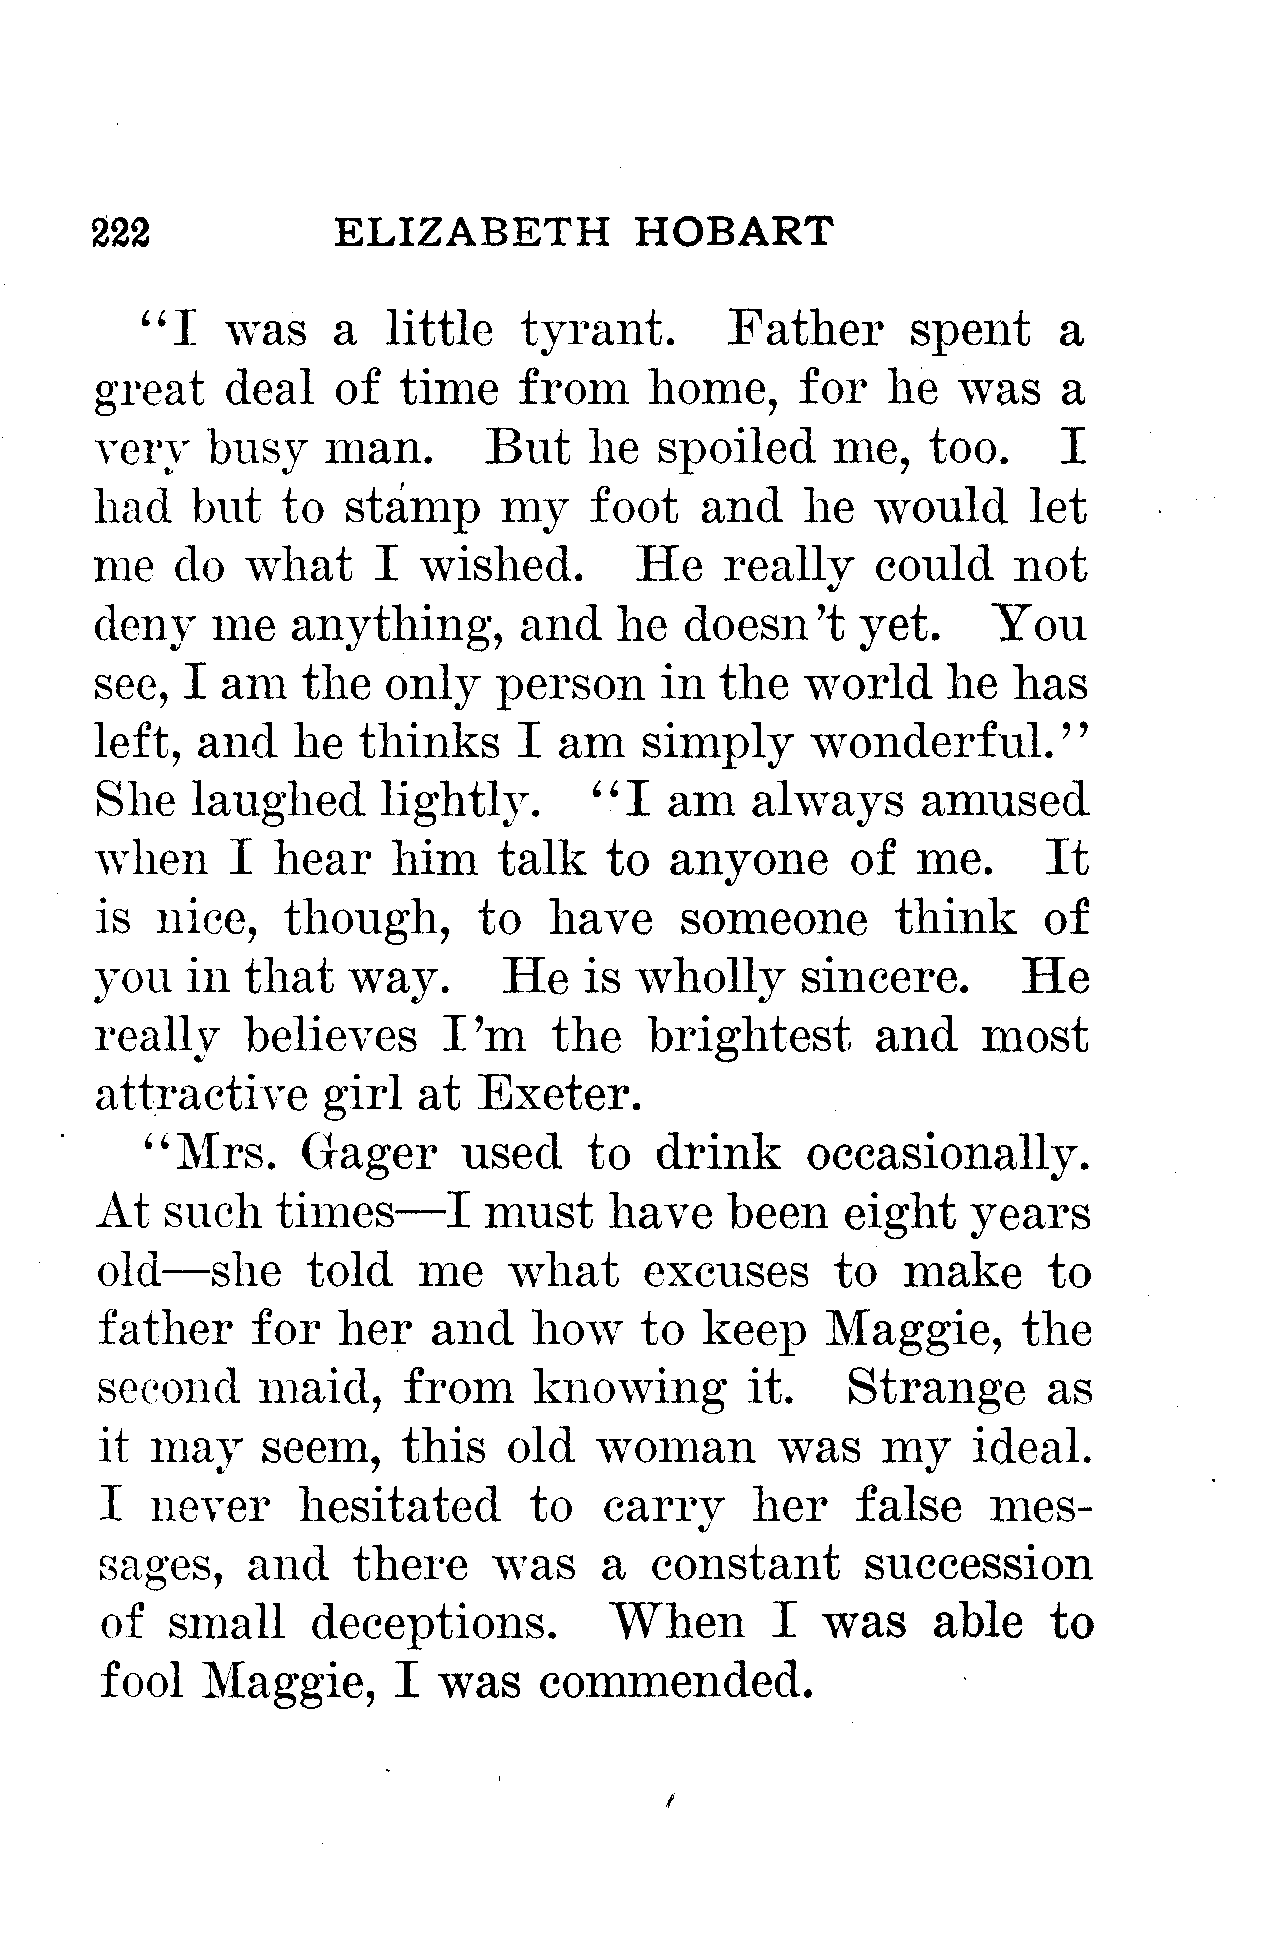 222 ELIZABETH HOBART
“I was a little tyrant. Father spent a
great deal of time from home, for he was a
very busy man. But he spoiled me, too. I
had but to stamp my foot and he would let
me do what I wished. He really could not
deny me anything, and he doesn't yet. You
see, I am the only person in the world he has
left, and he thinks I am simply wonderful.”
She laughed lightly. “I am always amused
when I hear him talk to anyone of me. It
is nice, though, to have someone think of
you in that way. He is wholly sincere. He
really believes I'm the brightest and most
attractive girl at Exeter.
“Mrs. Gager used to drink occasionally.
At such times—I must have been eight years
old—she told me what excuses to make to
father for her and how to keep Maggie, the
second maid, from knowing it. Strange as
it may seem, this old woman was my ideal.
I never hesitated to carry her false mes-
sages, and there was a constant succession
of small deceptions. When I was able to
fool Maggie, I was commended.